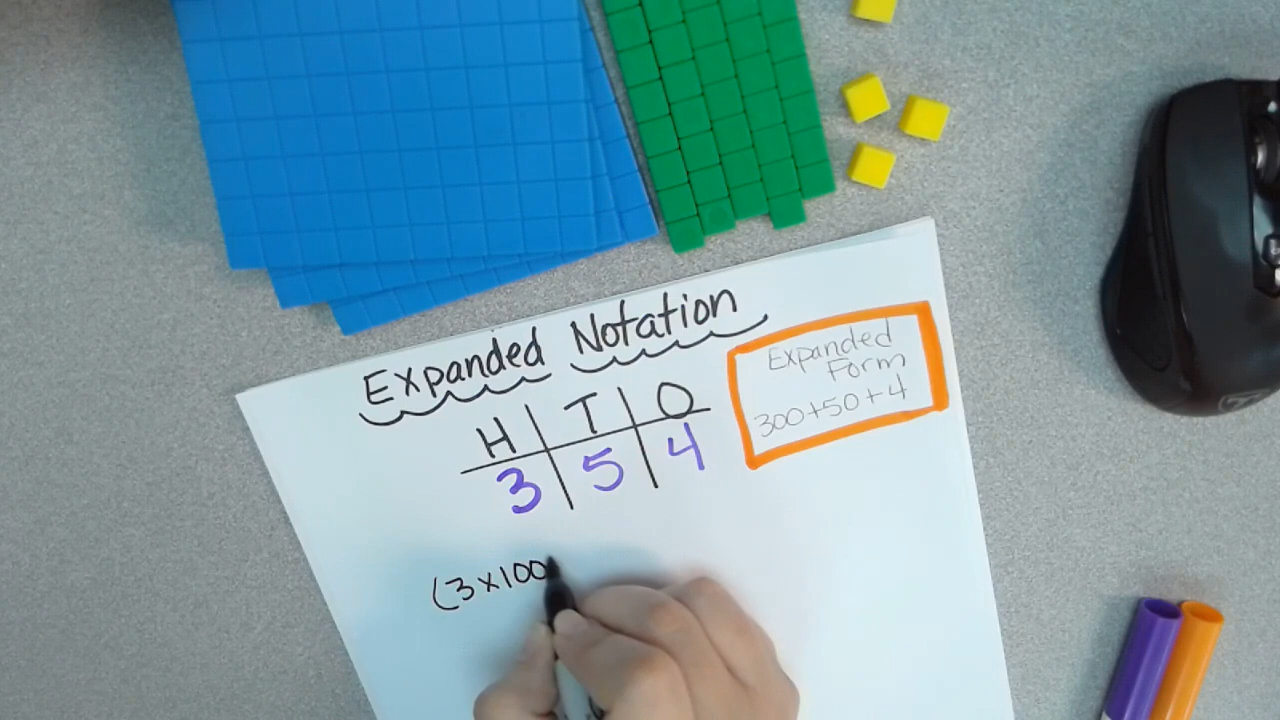 Expanded Notation
H T O
3 5 4
Expanded
Form
300+50+4
(3x100